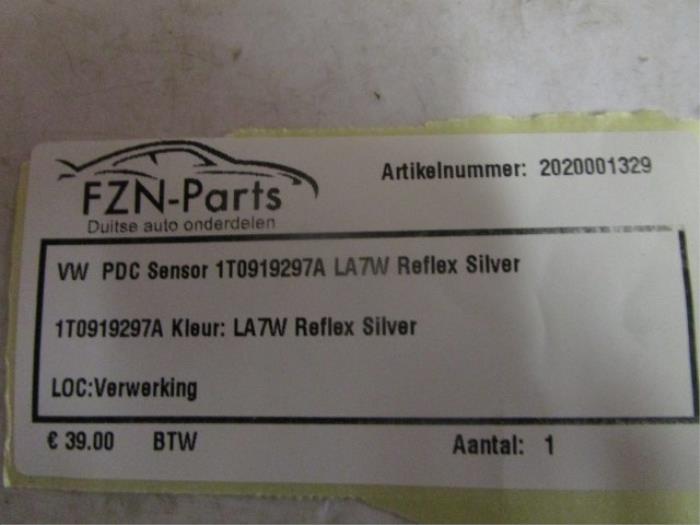 FZN-Parts
Duitse auto onderdelen
Artikelnummer: 2020001329
VW PDC Sensor 1T0919297A LA7W Reflex Silver
1T0919297A Kleur: LA7W Reflex Silver
LOC:Verwerking
€ 39.00 BTW Aantal: 1